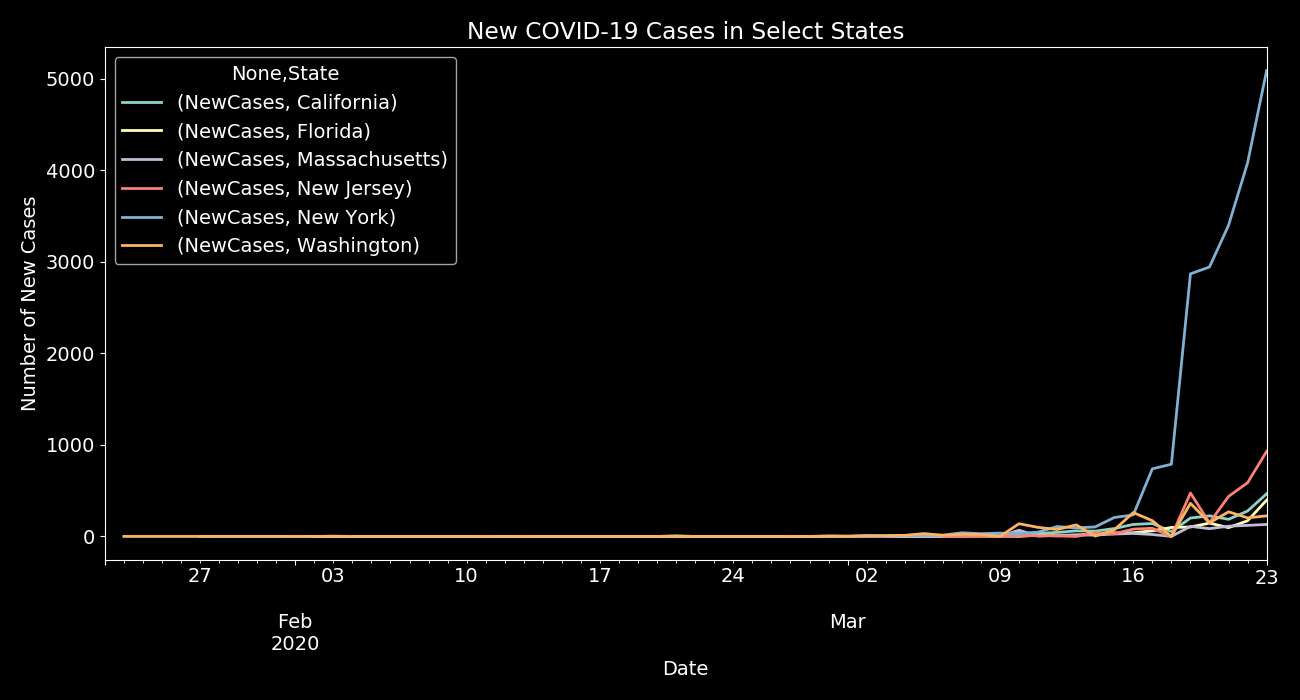 New COVID-19 Cases in Select States
None,State
(NewCases, California)
(NewCases, Florida)
(NewCases, Massachusetts)
(NewCases, New Jersey)
(NewCases, New York)
(NewCases, Washington)
Number of New Cases
5000
4000
3000
2000
1000
0
27 03 10 17 24 02 09 16 23
Feb Mar
2020
Date